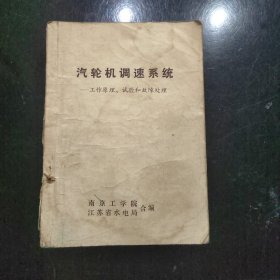 汽轮机调速系统
—工作原理、试验和故障处理
南京工学院
江苏省水电局 合编